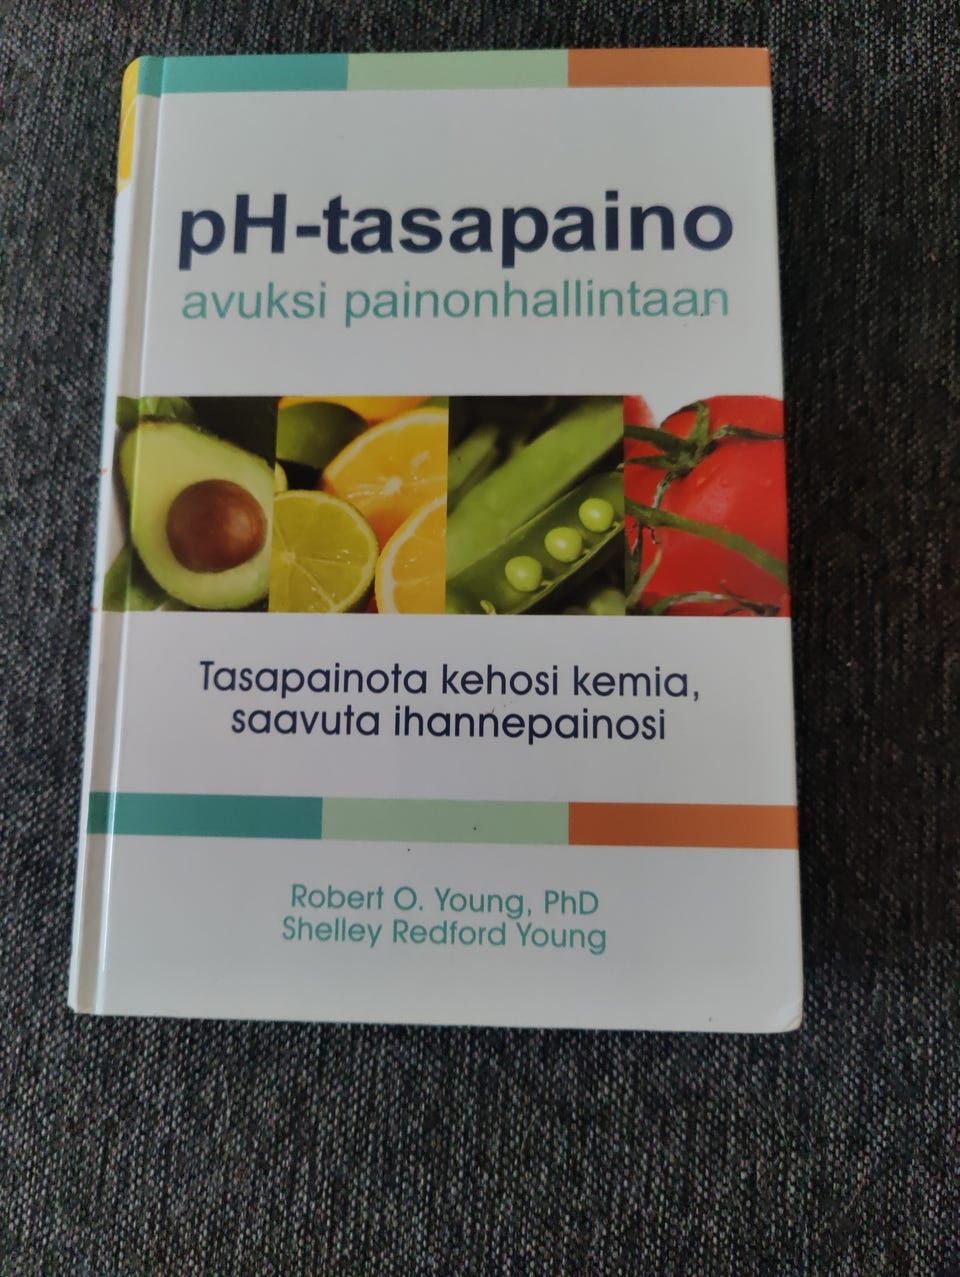 pH-tasapaino
avuksi painonhallintaan
Tasapainota kehosi kemia,
saavuta ihannepainosi
Robert O. Young, PhD
Shelley Redford Young